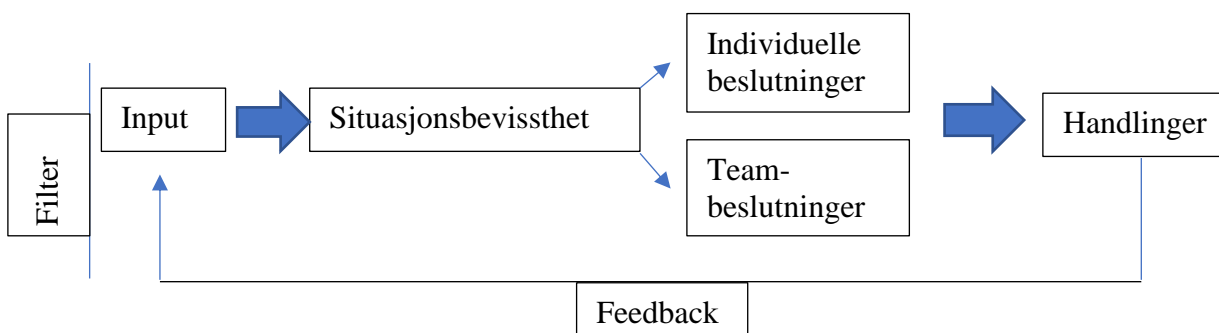 Filter
Input
Situasjonsbevissthet
Individuelle
beslutninger
Team-
beslutninger
Handlinger
Feedback